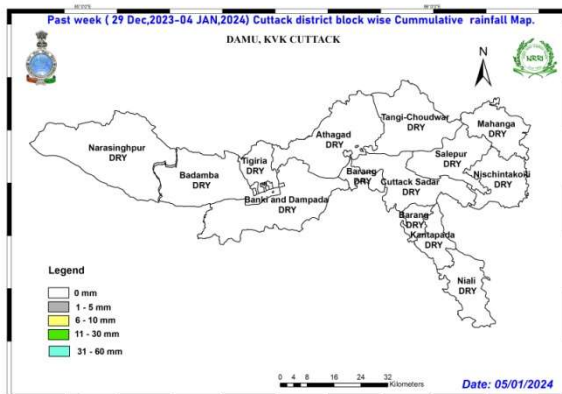 Past week ( 29 Dec,2023-04 JAN,2024) Cuttack district block wise Cummulative rainfall Map.
DAMU, KVK CUTTACK
N
NRRI
Narasinghpur
DRY
Badamba
DRY
Tigiria
DRY
Athagad
DRY
Tangi-Choudwar
DRY
Mahanga
DRY
Salepur
DRY
Nischintakoili
DRY
Barang
DRY
Cuttack Sadar
DRY
Banki and Dampada
DRY
Barang
DRY
Kantapada
DRY
Niali
DRY
Legend
0 mm
1 - 5 mm
6 - 10 mm
11 - 30 mm
31 - 60 mm
0 4 8 16 24 32
Kilometers
Date: 05/01/2024